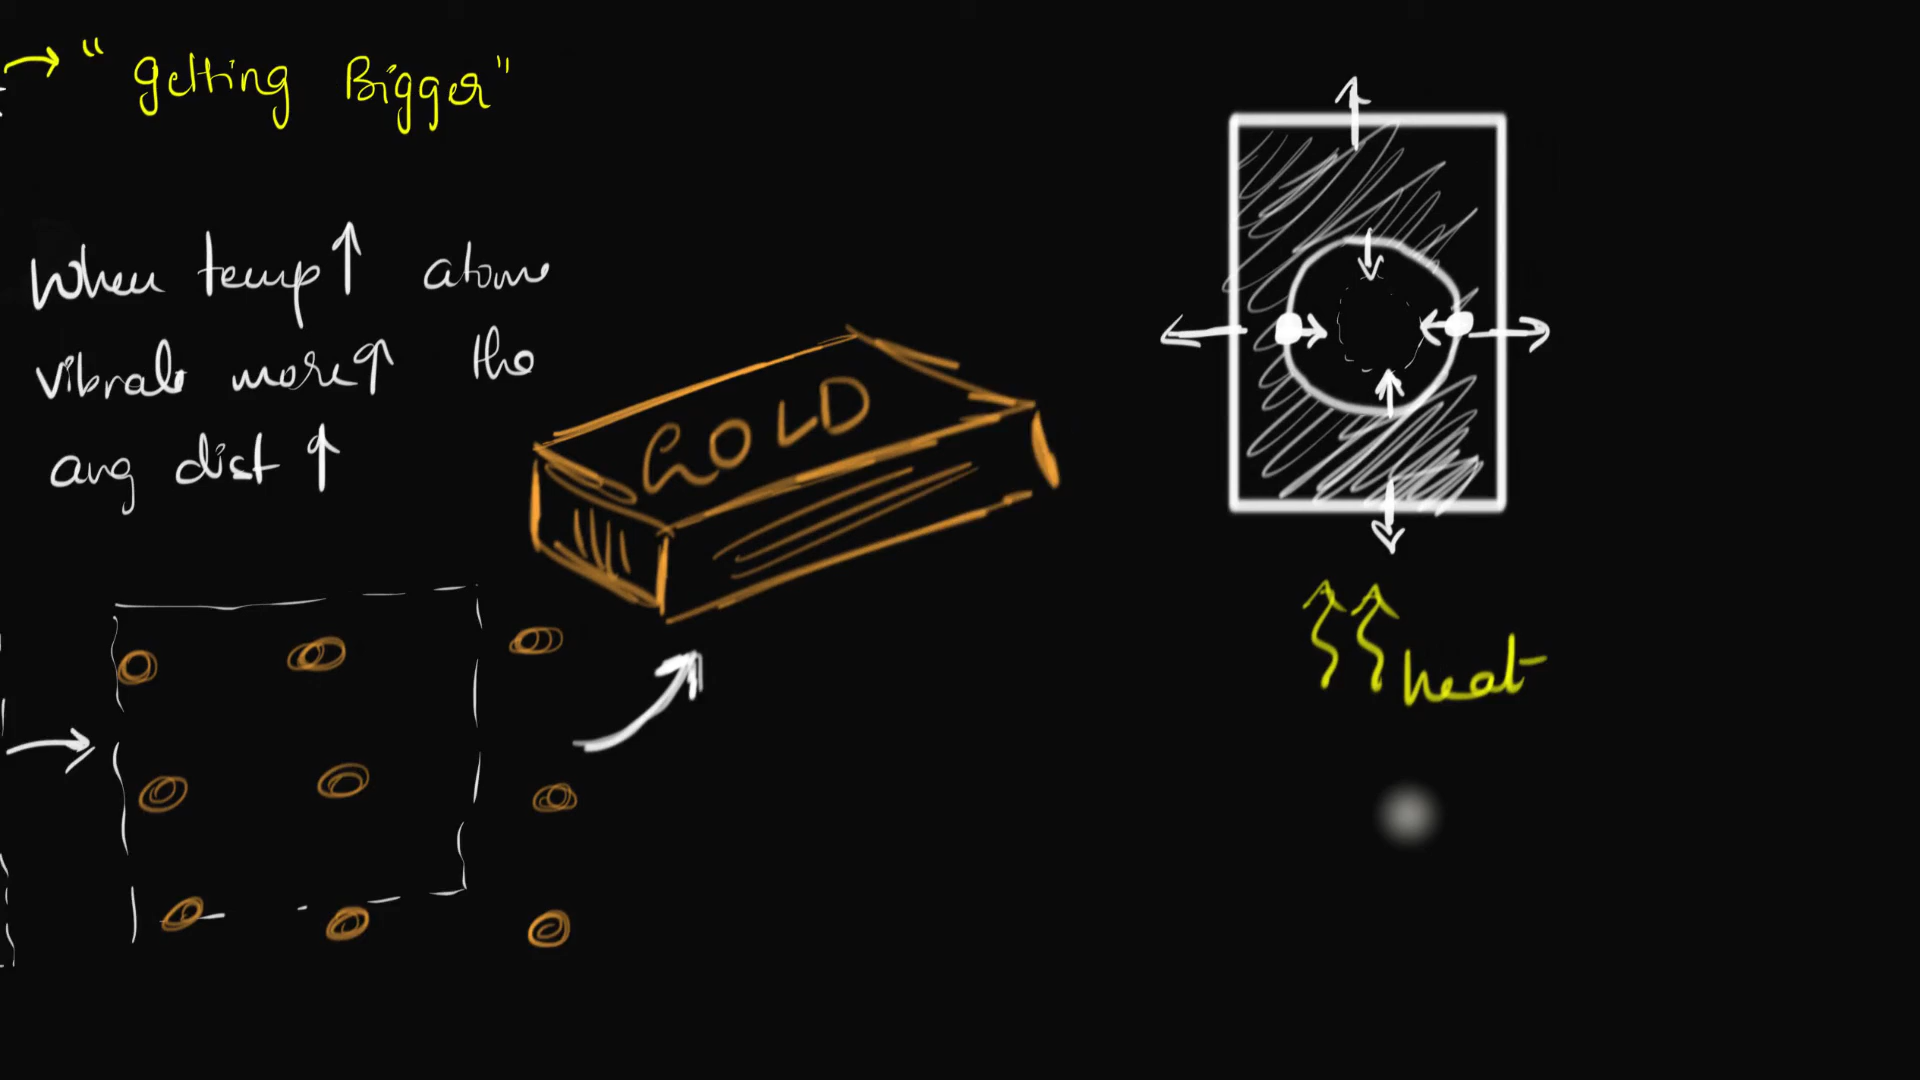 → " getting Bigger"
When temp ↑ atoms
vibrate more ↑ the
avg dist ↑
GOLD
heat